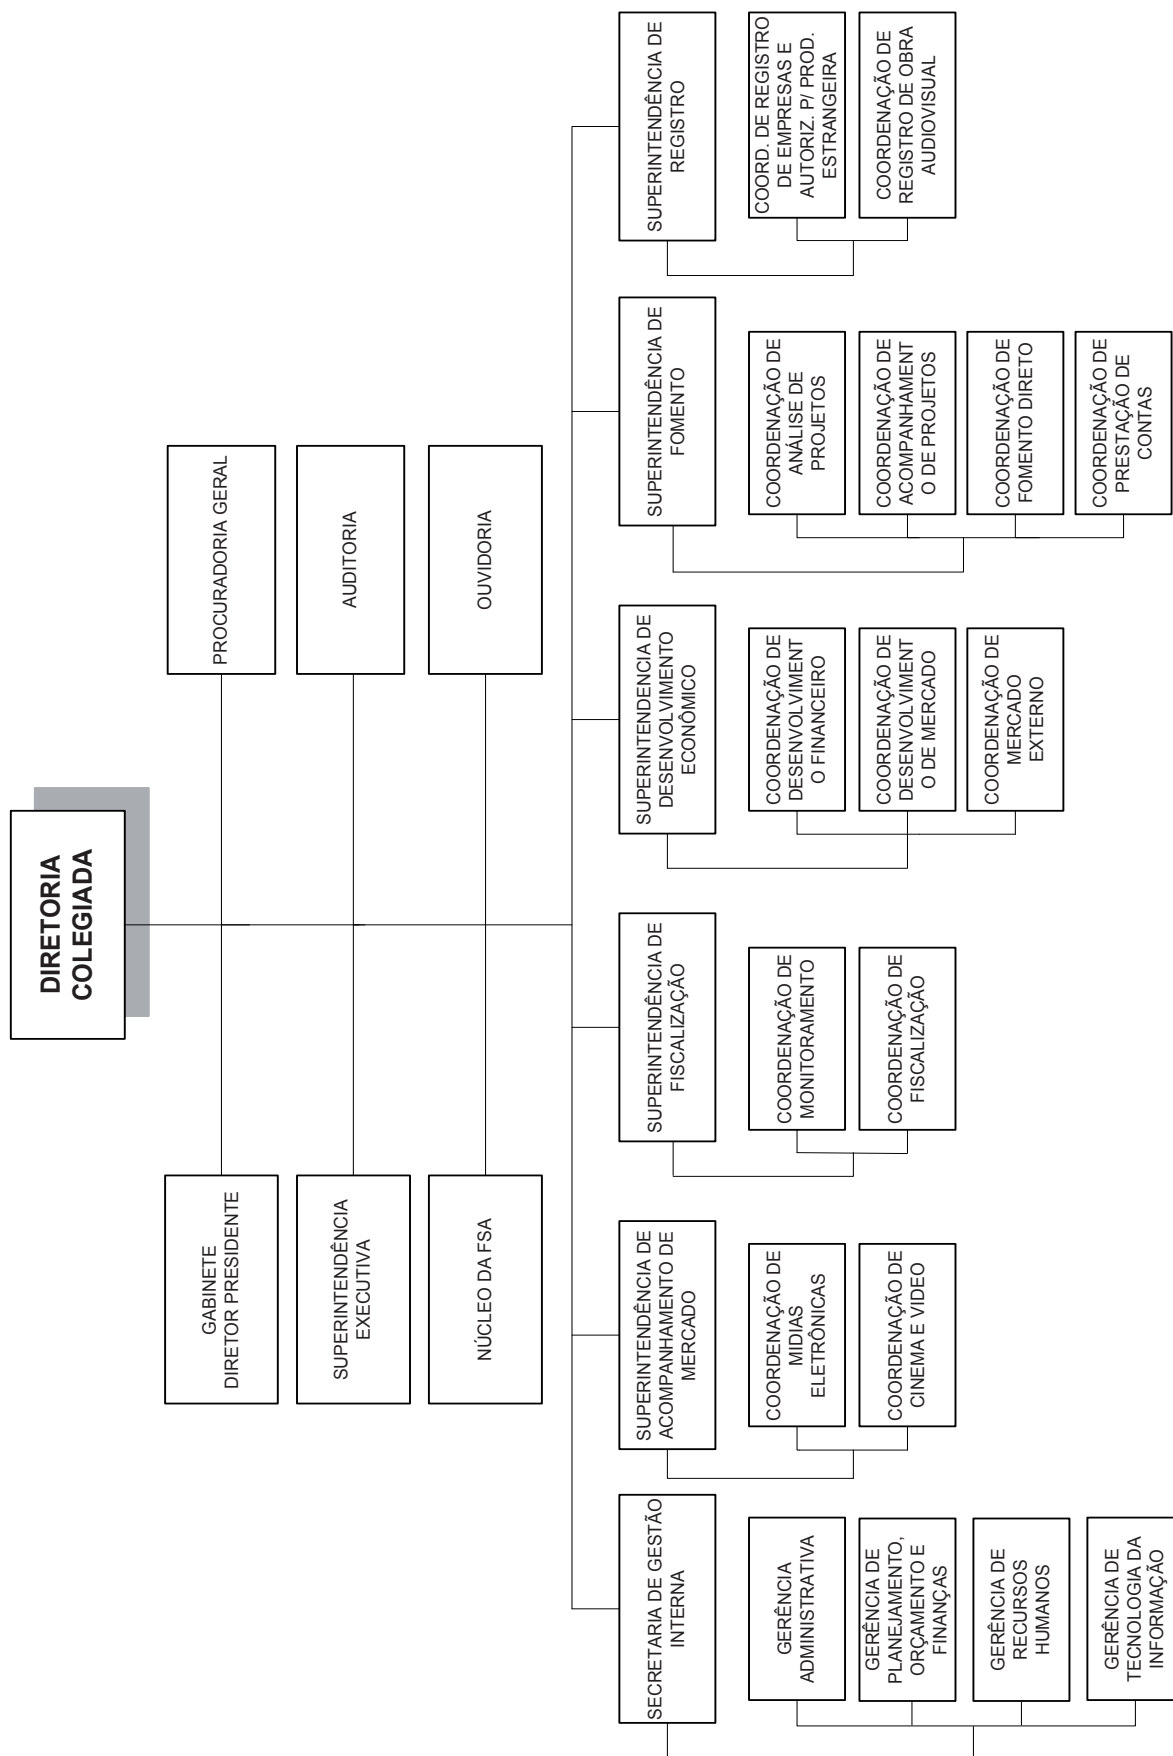 DIRETORIA
COLEGIADA
GABINETE
DIRETOR PRESIDENTE
PROCURADORIA GERAL
SUPERINTENDÊNCIA
EXECUTIVA
AUDITORIA
NÚCLEO DA FSA
OUVIDORIA
SECRETARIA DE GESTÃO
INTERNA
GERÊNCIA
ADMINISTRATIVA
GERÊNCIA DE
PLANEJAMENTO,
ORÇAMENTO E
FINANÇAS
GERÊNCIA DE
RECURSOS
HUMANOS
GERÊNCIA DE
TECNOLOGIA DA
INFORMAÇÃO
SUPERINTENDÊNCIA DE
ACOMPANHAMENTO DE
MERCADO
COORDENAÇÃO DE
MIDIAS
ELETRÔNICAS
COORDENAÇÃO DE
CINEMA E VIDEO
SUPERINTENDÊNCIA DE
FISCALIZAÇÃO
COORDENAÇÃO DE
MONITORAMENTO
COORDENAÇÃO DE
FISCALIZAÇÃO
SUPERINTENDENCIA DE
DESENVOLVIMENTO
ECONÔMICO
COORDENAÇÃO DE
DESENVOLVIMENT
O FINANCEIRO
COORDENAÇÃO DE
DESENVOLVIMENT
O DE MERCADO
COORDENAÇÃO DE
MERCADO
EXTERNO
SUPERINTENDÊNCIA DE
FOMENTO
COORDENAÇÃO DE
ANÁLISE DE
PROJETOS
COORDENAÇÃO DE
ACOMPANHAMENT
O DE PROJETOS
COORDENAÇÃO DE
FOMENTO DIRETO
COORDENAÇÃO DE
PRESTAÇÃO DE
CONTAS
SUPERINTENDÊNCIA DE
REGISTRO
COORD. DE REGISTRO
DE EMPRESAS E
AUTORIZ. P/ PROD.
ESTRANGEIRA
COORDENAÇÃO DE
REGISTRO DE OBRA
AUDIOVISUAL